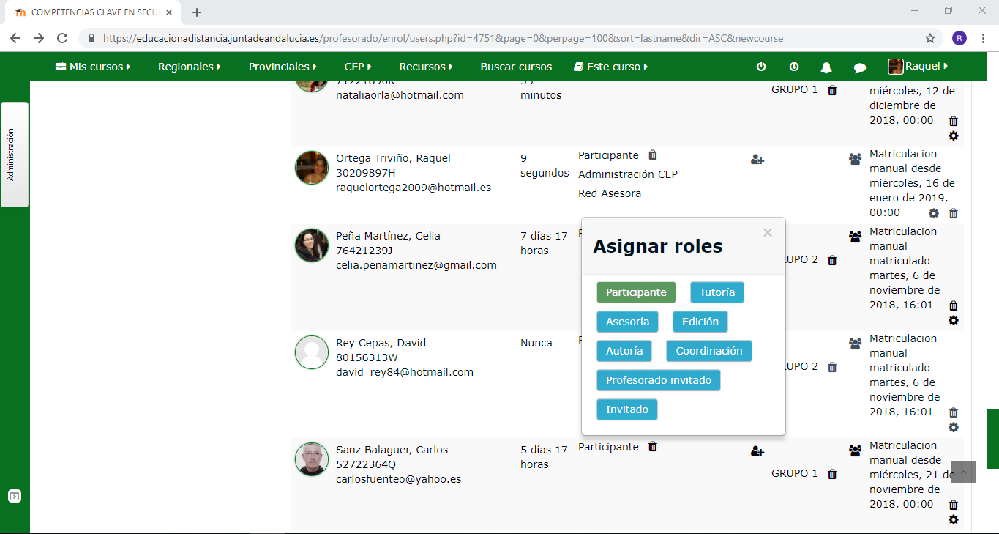 COMPETENCIAS CLAVE EN SECU
https://educacionadistancia.juntadeandalucia.es/profesorado/enrol/users.php?id=4751&page=0&perpage=100&sort=lastname&dir=ASC&newcourse
R
Mis cursos
Regionales
Provinciales
CEP
Recursos
Buscar cursos
Este curso
Raquel
Administración
nataliaorla@hotmail.com
minutos
GRUPO 1
miércoles, 12 de
diciembre de
2018, 00:00
Ortega Triviño, Raquel
30209897H
raquelortega2009@hotmail.es
9
segundos
Participante
Administración CEP
Red Asesora
Matriculacion
manual desde
miércoles, 16 de
enero de 2019,
00:00
Peña Martínez, Celia
76421239J
celia.penamartinez@gmail.com
7 días 17
horas
UPO 2
Matriculacion
manual
matriculado
martes, 6 de
noviembre de
2018, 16:01
Asignar roles
×
Participante
Tutoría
Asesoría
Edición
Autoría
Coordinación
Profesorado invitado
Invitado
Rey Cepas, David
80156313W
david_rey84@hotmail.com
Nunca
UPO 2
Matriculacion
manual
matriculado
martes, 6 de
noviembre de
2018, 16:01
Sanz Balaguer, Carlos
52722364Q
carlosfuenteo@yahoo.es
5 días 17
horas
Participante
GRUPO 1
Matriculacion
manual desde
miércoles, 21 de
noviembre de
2018, 00:00